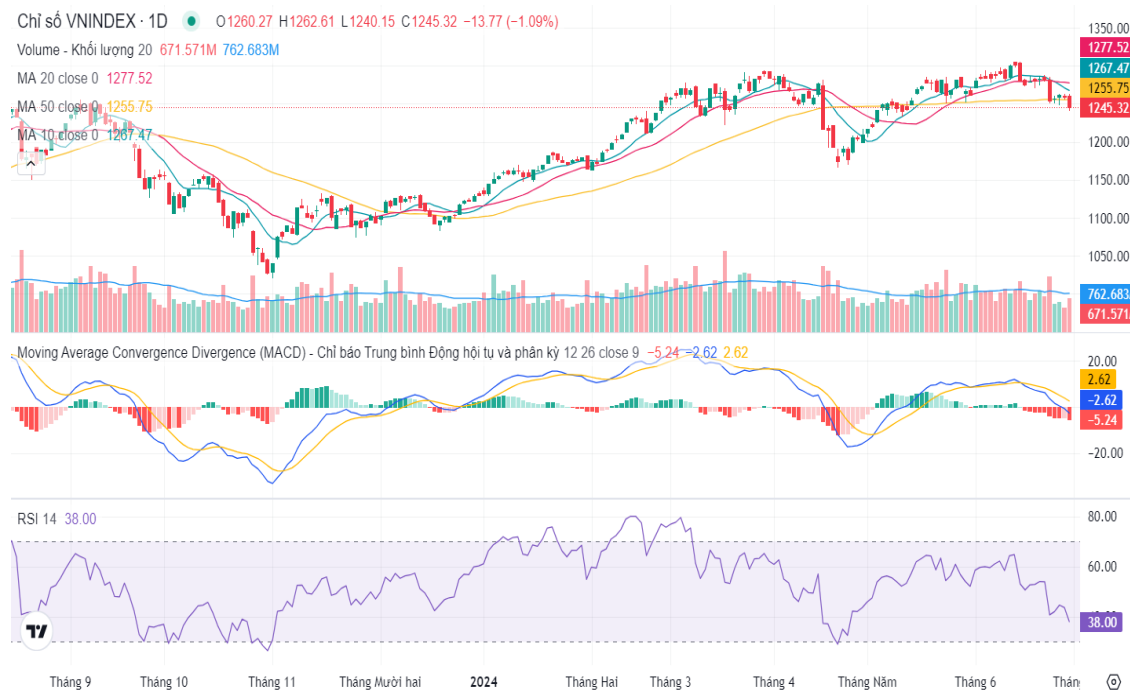 Chỉ số VNINDEX · 1D O1260.27 H1262.61 L1240.15 C1245.32 −13.77 (−1.09%)
Volume - Khối lượng 20 671.571M 762.683M
MA 20 close 0 1277.52
MA 50 close 0 1255.75
MA 10 close 0 1267.47
1350.00
1277.52
1267.47
1255.75
1245.32
1200.00
1150.00
1100.00
1050.00
762.683
671.571
Moving Average Convergence Divergence (MACD) - Chỉ báo Trung bình Động hội tụ và phân kỳ 12 26 close 9 −5.24 −2.62 2.62
20.00
2.62
−2.62
−5.24
−20.00
RSI 14 38.00
80.00
60.00
38.00
Tháng 9 Tháng 10 Tháng 11 Tháng Mười hai 2024 Tháng Hai Tháng 3 Tháng 4 Tháng Năm Tháng 6 Thán